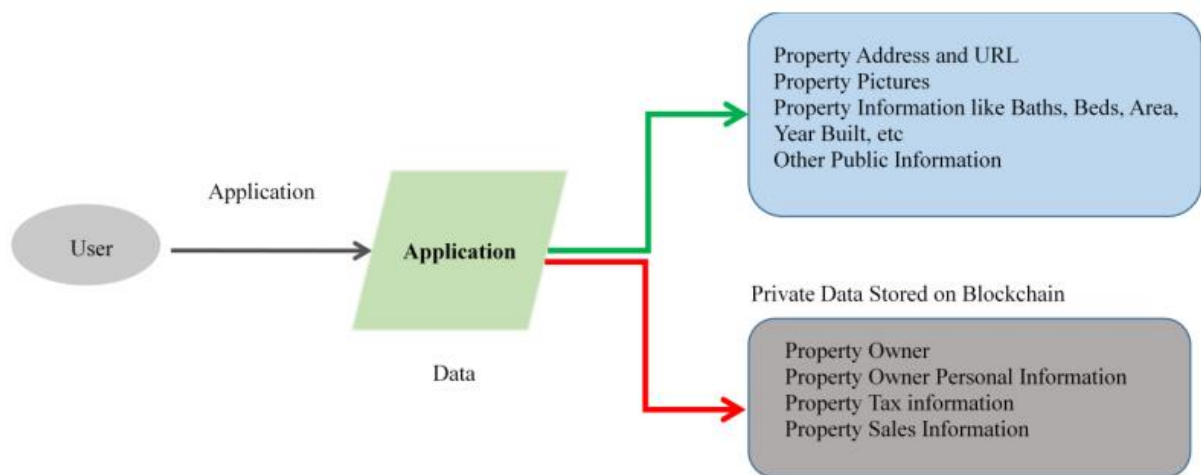 User
Application
Application
Data
Property Address and URL
Property Pictures
Property Information like Baths, Beds, Area,
Year Built, etc
Other Public Information
Private Data Stored on Blockchain
Property Owner
Property Owner Personal Information
Property Tax information
Property Sales Information